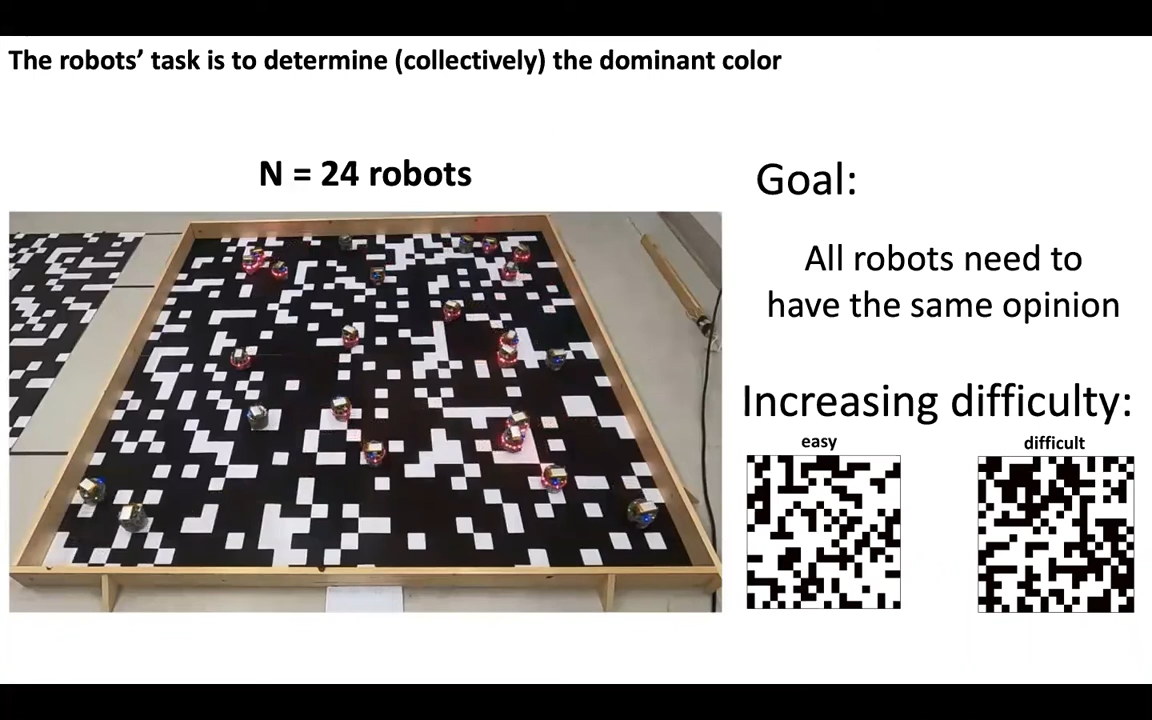 The robots' task is to determine (collectively) the dominant color
N = 24 robots
Goal:
All robots need to
have the same opinion
Increasing difficulty:
easy
difficult